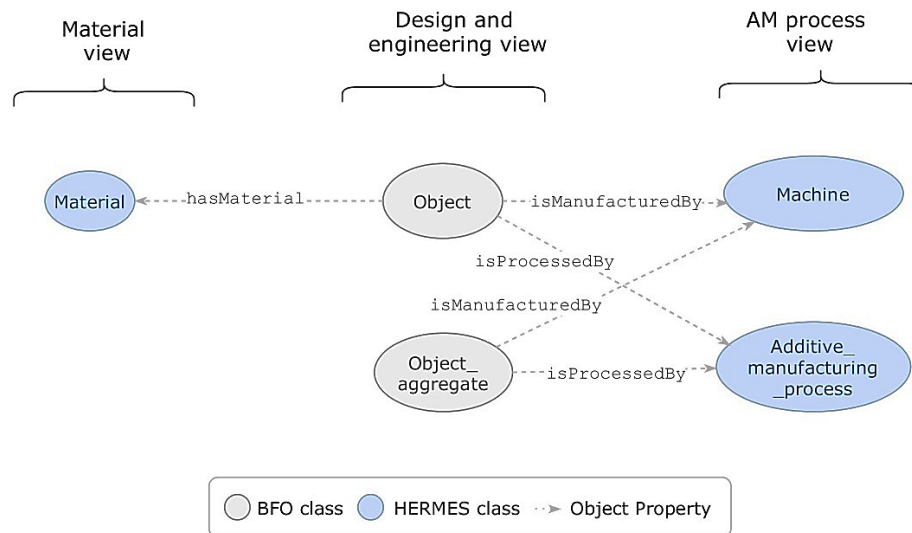 Material
view
Design and
engineering view
AM process
view
Material
hasMaterial
Object
isManufacturedBy
Machine
isProcessedBy
isManufacturedBy
Object_
aggregate
isProcessedBy
Additive_
manufacturing
_process
BFO class
HERMES class
Object Property